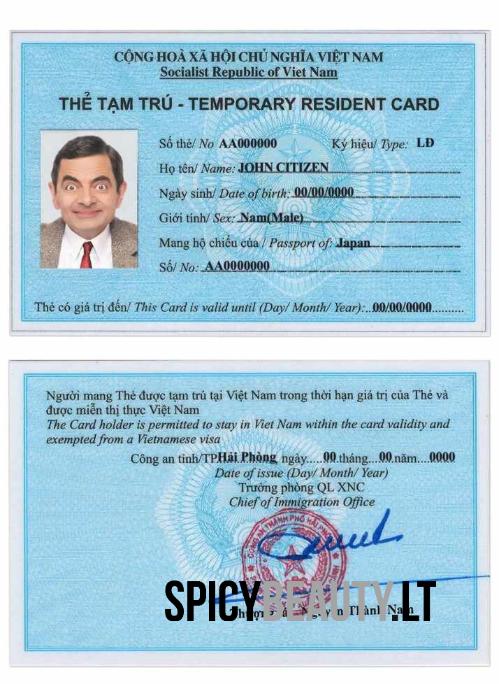 CỘNG HOÀ XÃ HỘI CHỦ NGHĨA VIỆT NAM
Socialist Republic of Viet Nam
THẺ TẠM TRÚ - TEMPORARY RESIDENT CARD
Số thẻ/ No AA000000 Ký hiệu/ Type: LĐ
Họ tên/ Name: JOHN CITIZEN
Ngày sinh/ Date of birth: 00/00/0000
Giới tính/ Sex: Nam(Male)
Mang hộ chiếu của / Passport of: Japan
Số/ No: AA0000000
Thẻ có giá trị đến/ This Card is valid until (Day/ Month/ Year): 00/00/0000
Người mang Thẻ được tạm trú tại Việt Nam trong thời hạn giá trị của Thẻ và
được miễn thị thực Việt Nam
The Card holder is permitted to stay in Viet Nam within the card validity and
exempted from a Vietnamese visa
Công an tỉnh/TP Hải Phòng ngày.....00.tháng...00.năm....0000
Date of issue (Day/ Month/ Year)
Trưởng phòng QL XNC
Chief of Immigration Office
CÔNG AN THÀNH PHỐ HẢI
SPICYBEAUTY.LT
Nguyễn Thành Nam